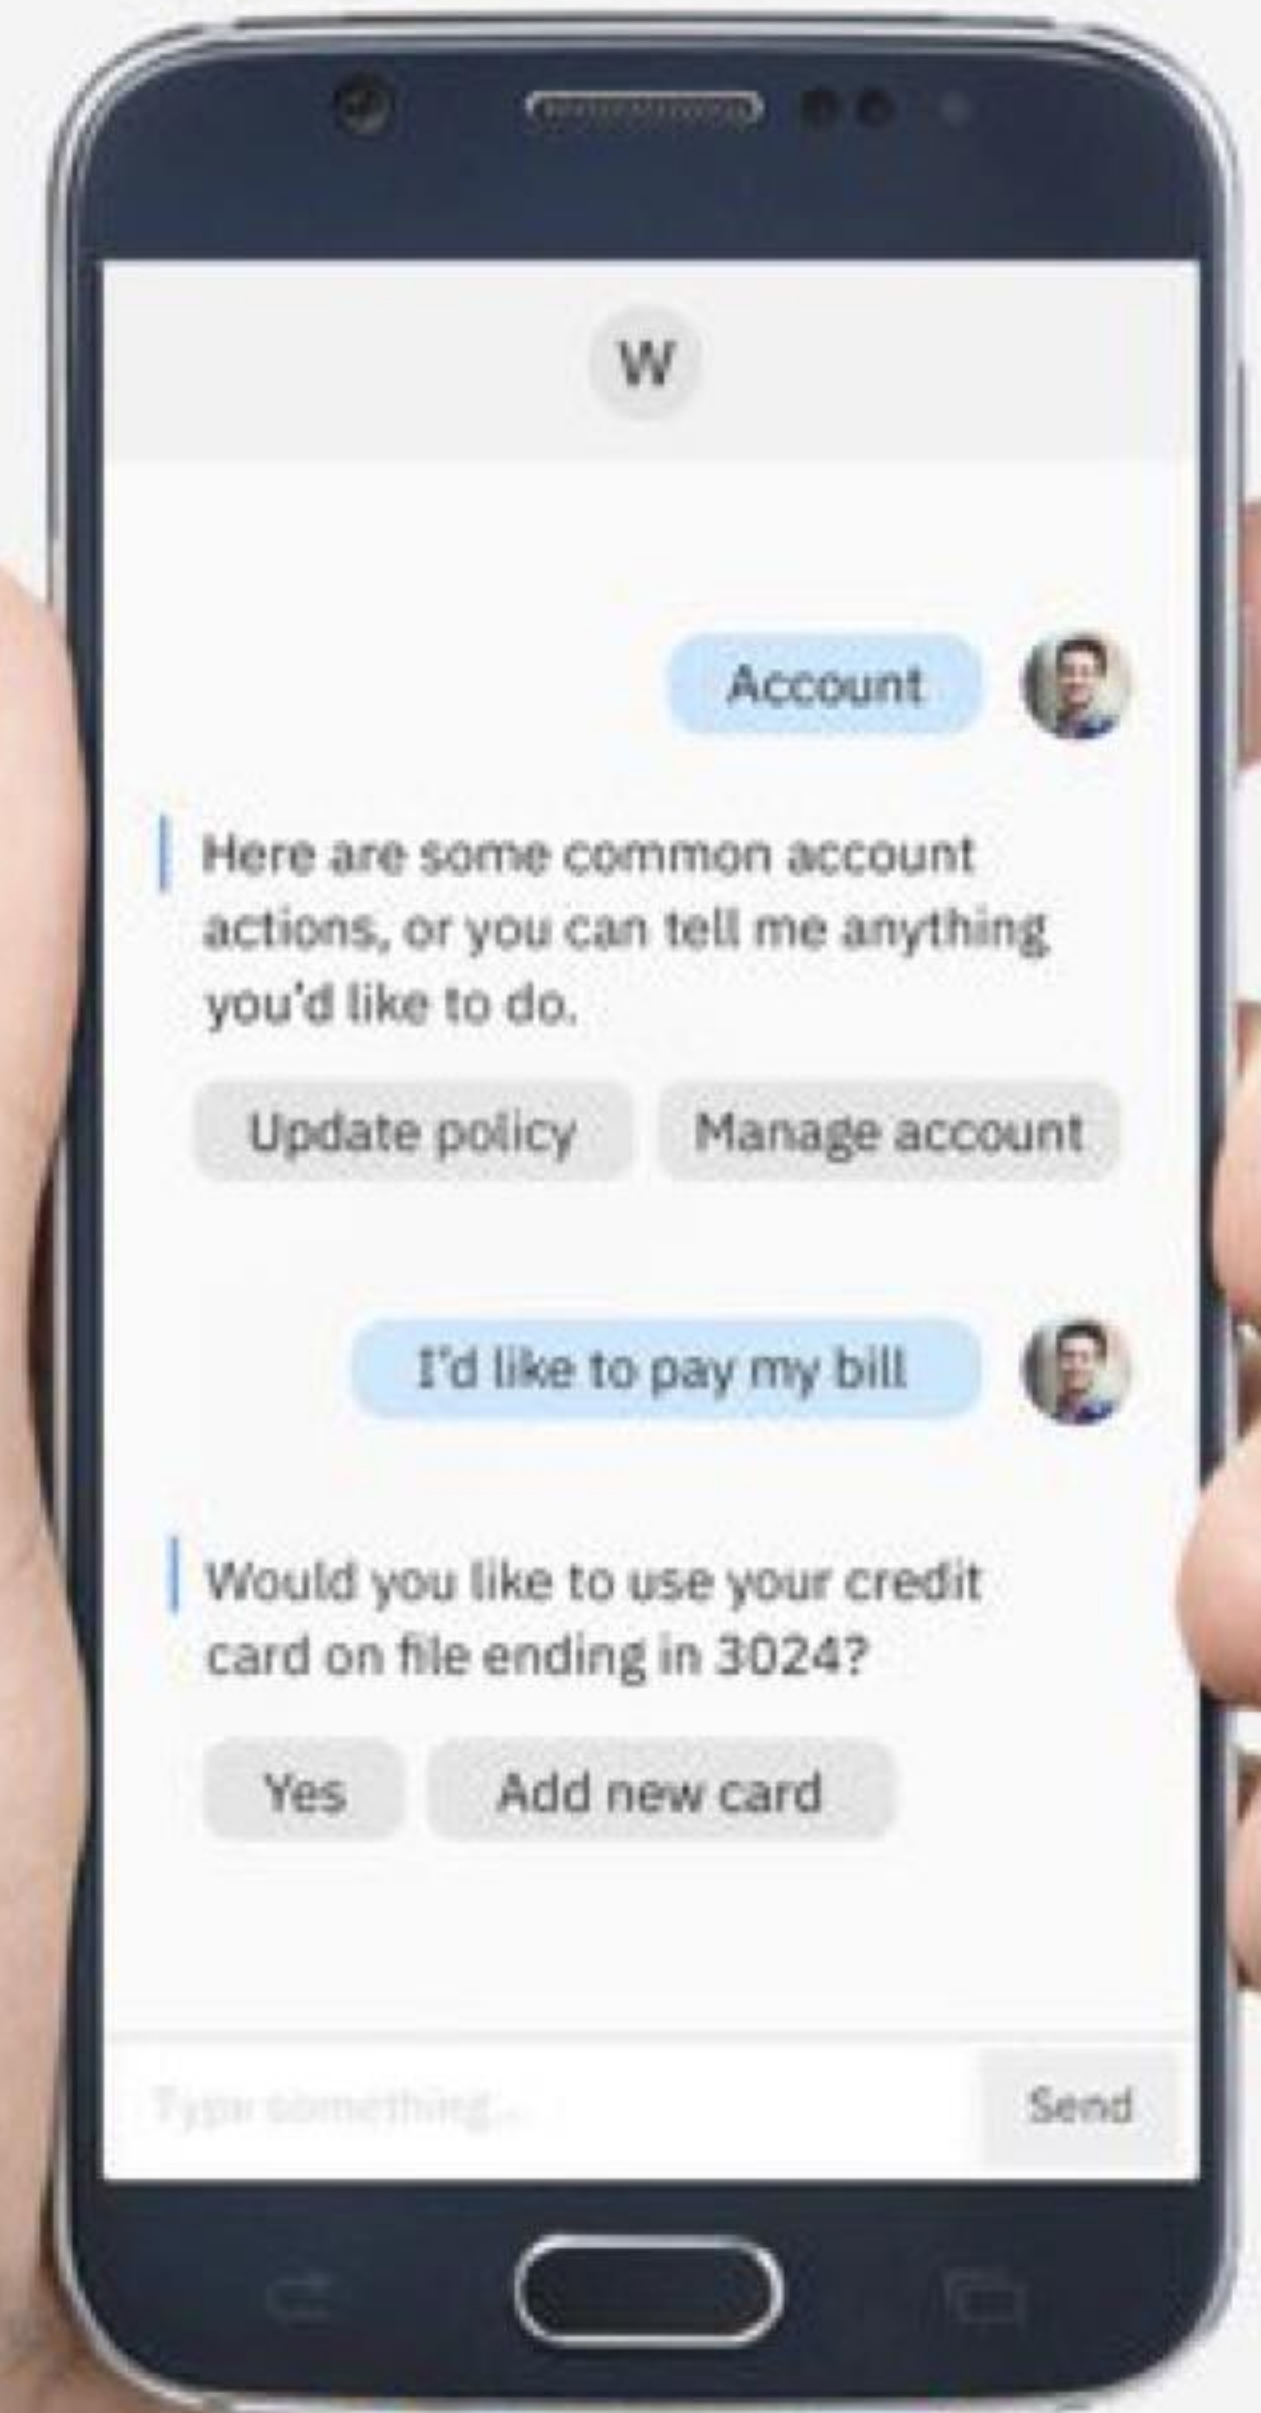 W
Account
Here are some common account
actions, or you can tell me anything
you'd like to do.
Update policy
Manage account
I'd like to pay my bill
Would you like to use your credit
card on file ending in 3024?
Yes
Add new card
Type something...
Send